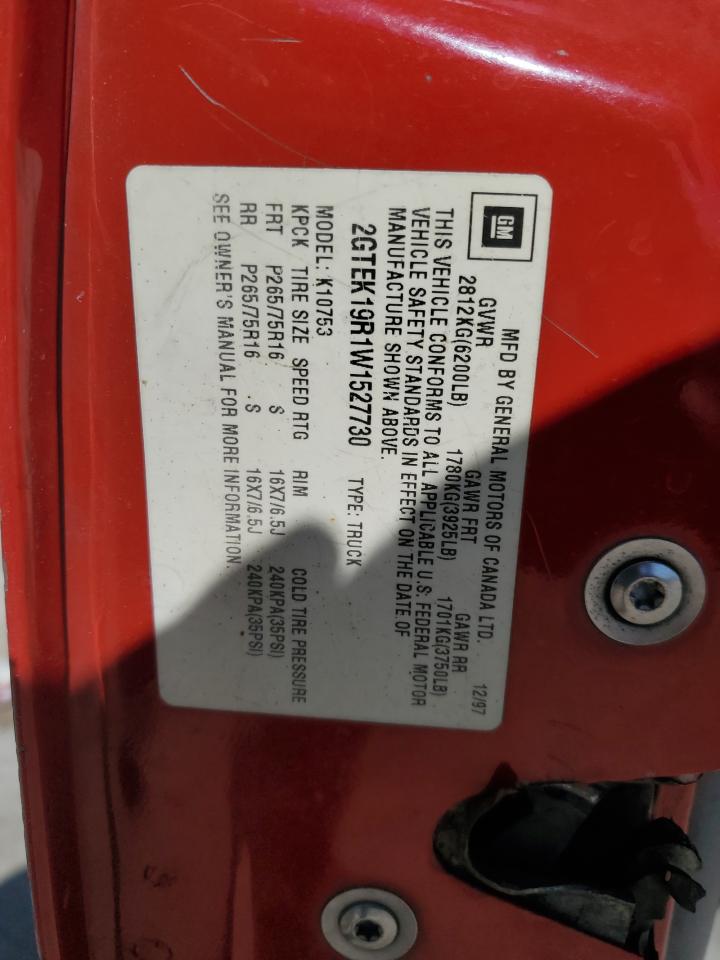 GM
MFD BY GENERAL MOTORS OF CANADA LTD. 12/97
GVWR GAWR FRT GAWR RR
2812KG(6200LB) 1780KG(3925LB) 1701KG(3750LB)
THIS VEHICLE CONFORMS TO ALL APPLICABLE U.S. FEDERAL MOTOR
VEHICLE SAFETY STANDARDS IN EFFECT ON THE DATE OF
MANUFACTURE SHOWN ABOVE.
2GTEK19R1W1527730 TYPE: TRUCK
MODEL: K10753
KPCK TIRE SIZE SPEED RTG RIM COLD TIRE PRESSURE
FRT P265/75R16 S 16X7/6.5J 240KPA(35PSI)
RR P265/75R16 S 16X7/6.5J 240KPA(35PSI)
SEE OWNER'S MANUAL FOR MORE INFORMATION.